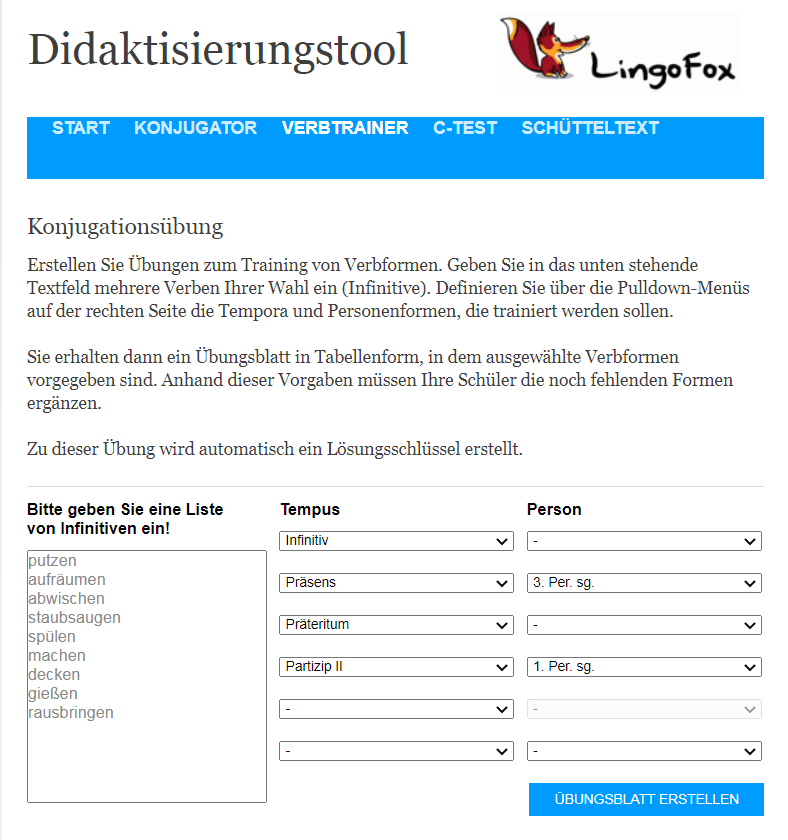 Didaktisierungstool
LingoFox
START KONJUGATOR VERBTRAINER C-TEST SCHÜTTELTEXT
Konjugationsübung
Erstellen Sie Übungen zum Training von Verbformen. Geben Sie in das unten stehende
Textfeld mehrere Verben Ihrer Wahl ein (Infinitive). Definieren Sie über die Pulldown-Menüs
auf der rechten Seite die Tempora und Personenformen, die trainiert werden sollen.
Sie erhalten dann ein Übungsblatt in Tabellenform, in dem ausgewählte Verbformen
vorgegeben sind. Anhand dieser Vorgaben müssen Ihre Schüler die noch fehlenden Formen
ergänzen.
Zu dieser Übung wird automatisch ein Lösungsschlüssel erstellt.
Bitte geben Sie eine Liste
von Infinitiven ein!
putzen
aufräumen
abwischen
staubsaugen
spülen
machen
decken
gießen
rausbringen
Tempus
Infinitiv
Präsens
Präteritum
Partizip II
-
-
Person
-
3. Per. sg.
-
1. Per. sg.
-
-
ÜBUNGSBLATT ERSTELLEN